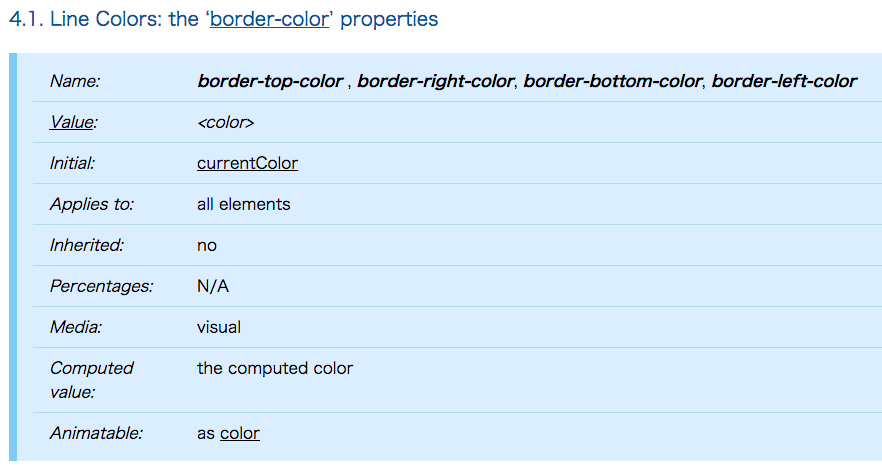 4.1. Line Colors: the ‘border-color’ properties
Name: border-top-color , border-right-color, border-bottom-color, border-left-color
Value: <color>
Initial: currentColor
Applies to: all elements
Inherited: no
Percentages: N/A
Media: visual
Computed value: the computed color
Animatable: as color